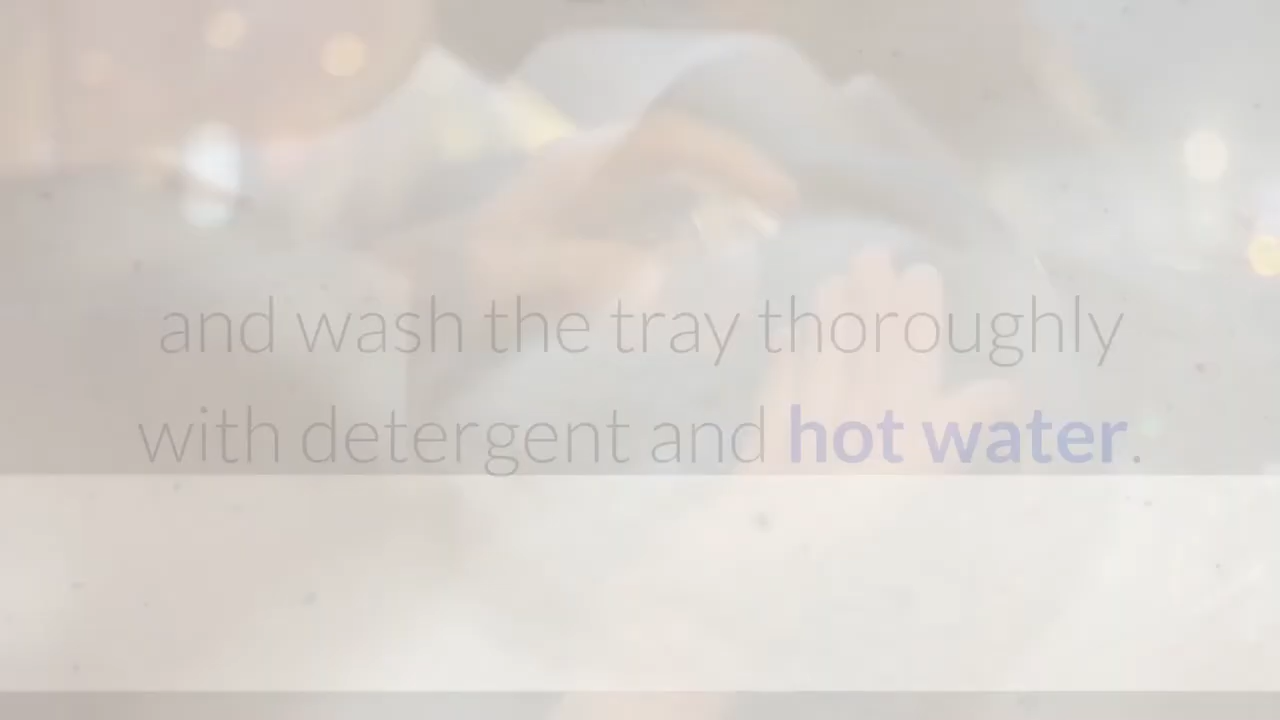 and wash the tray thoroughly
with detergent and hot water.